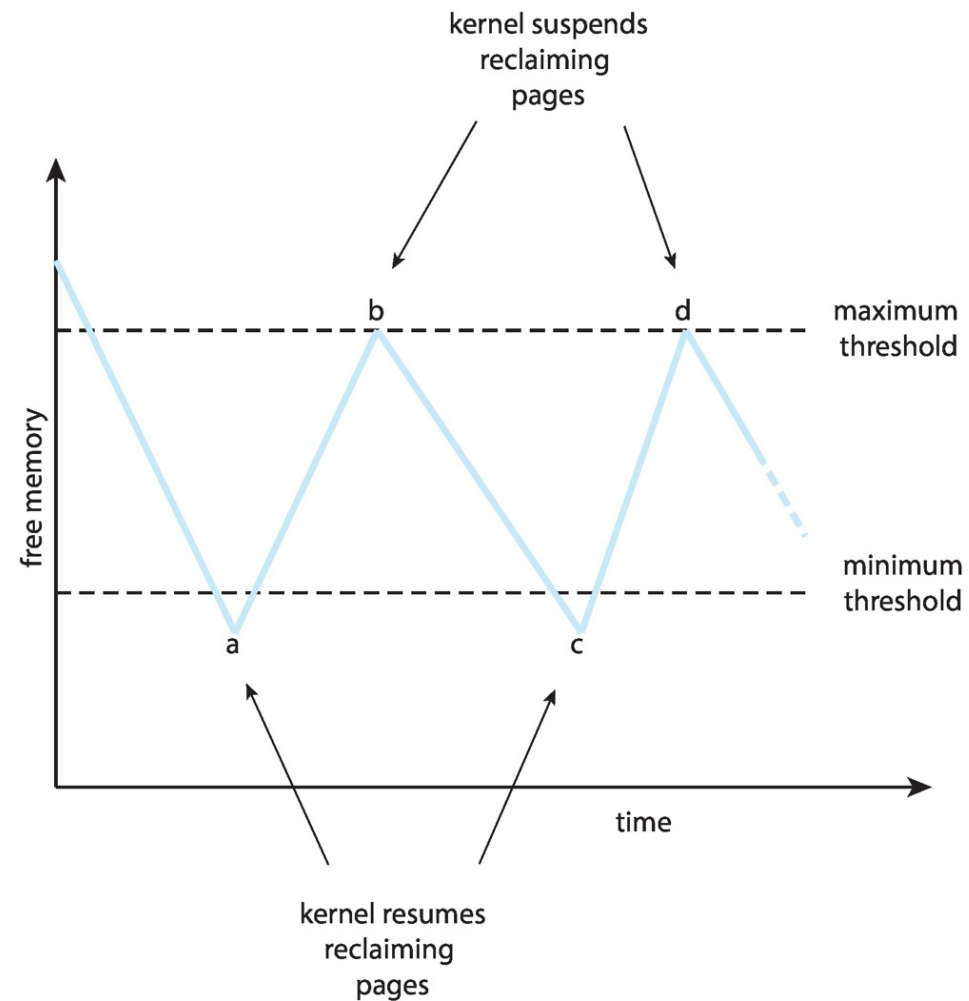 kernel suspends
reclaiming
pages
b
d
maximum
threshold
free memory
minimum
threshold
a
c
time
kernel resumes
reclaiming
pages